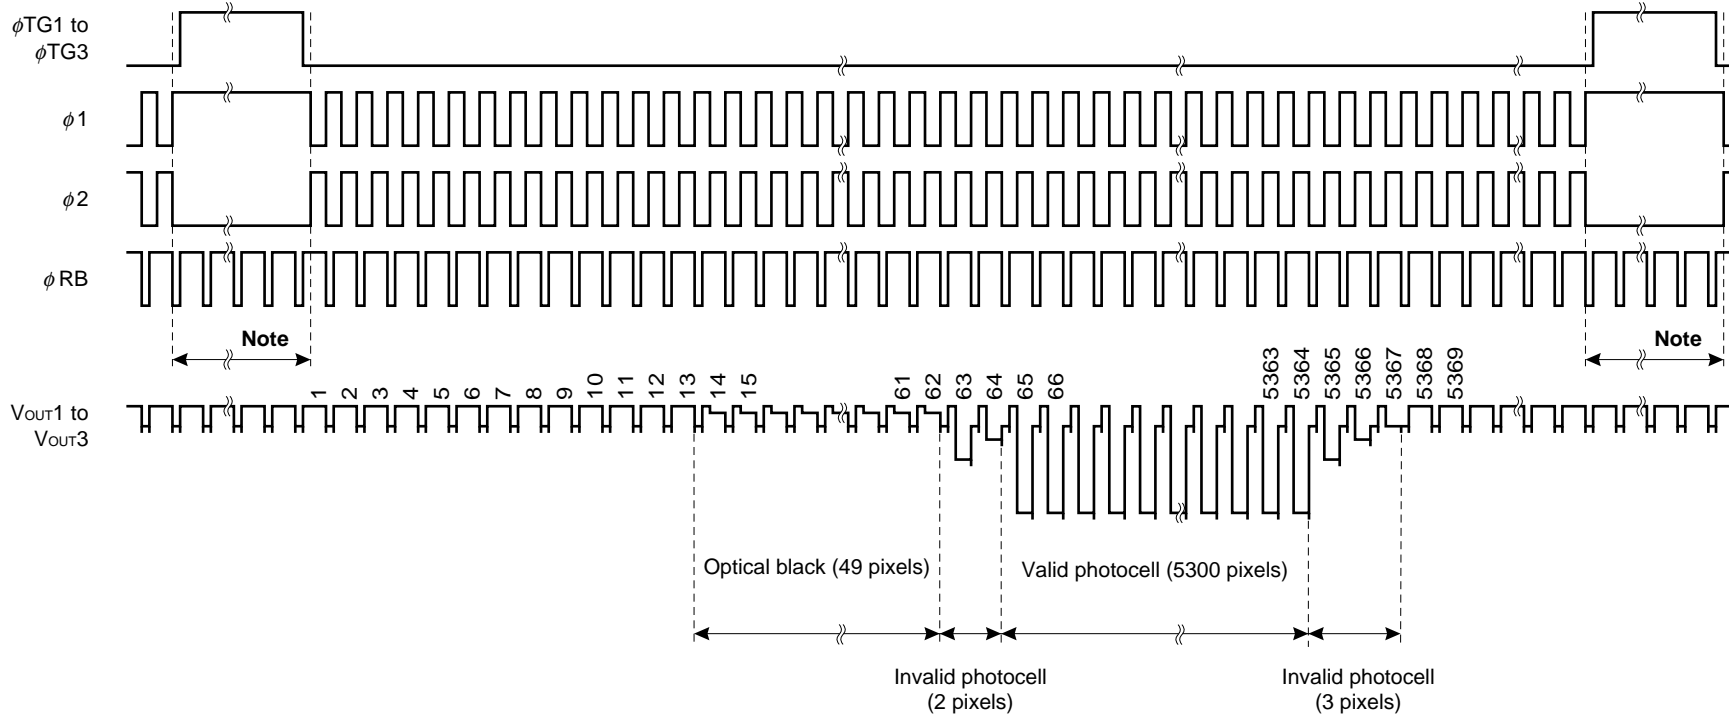 ϕTG1 to
ϕTG3
ϕ1
ϕ2
ϕRB
Note
Note
VOUT1 to
VOUT3
1
2
3
4
5
6
7
8
9
10
11
12
13
14
15
61
62
63
64
65
66
5363
5364
5365
5366
5367
5368
5369
Optical black (49 pixels)
Valid photocell (5300 pixels)
Invalid photocell
(2 pixels)
Invalid photocell
(3 pixels)